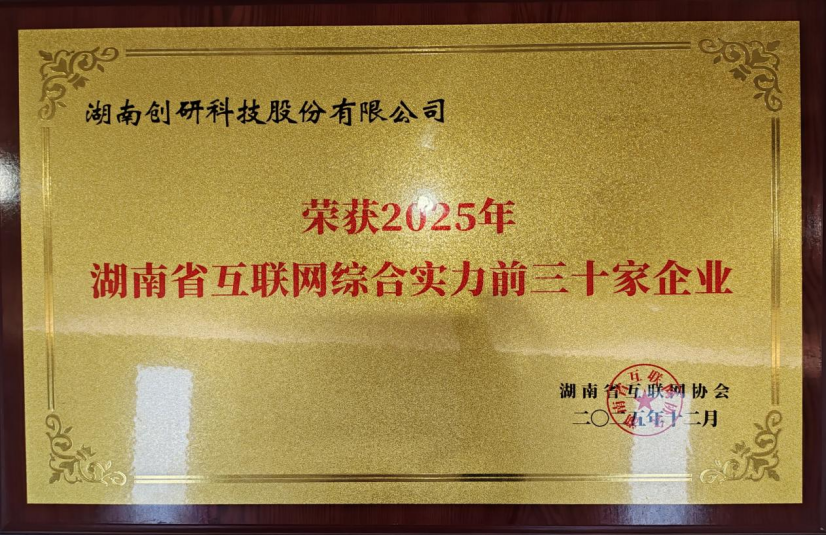 湖南创研科技股份有限公司
荣获2025年
湖南省互联网综合实力前三十家企业
湖南省互联网协会
二〇二五年十二月